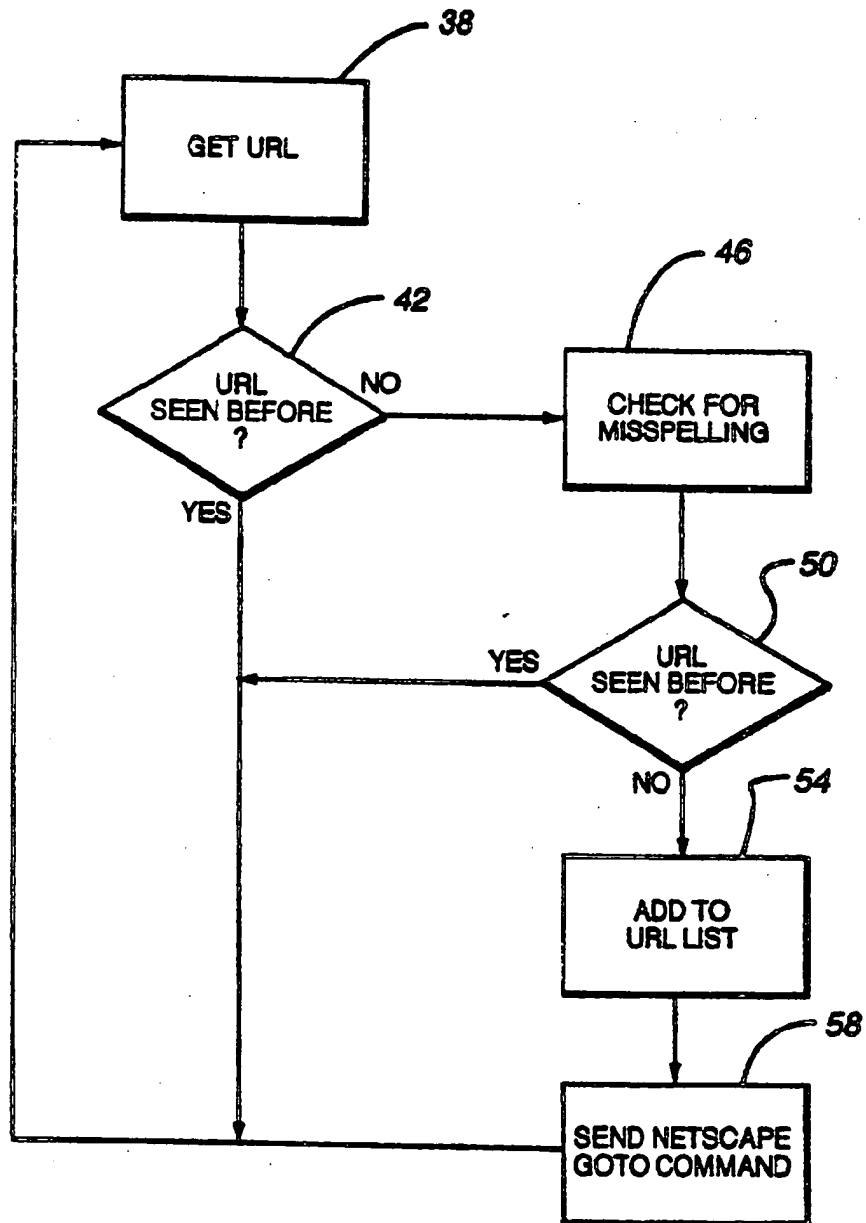 38
GET URL
42
URL
SEEN BEFORE
?
NO
YES
46
CHECK FOR
MISSPELLING
50
URL
SEEN BEFORE
?
YES
NO
54
ADD TO
URL LIST
58
SEND NETSCAPE
GOTO COMMAND